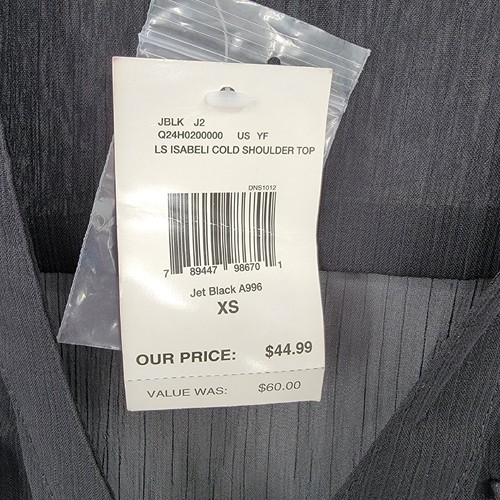 JBLK J2
Q24H0200000 US YF
LS ISABELI COLD SHOULDER TOP
DNS1012
7 89447 98670 1
Jet Black A996
XS
OUR PRICE: $44.99
VALUE WAS: $60.00